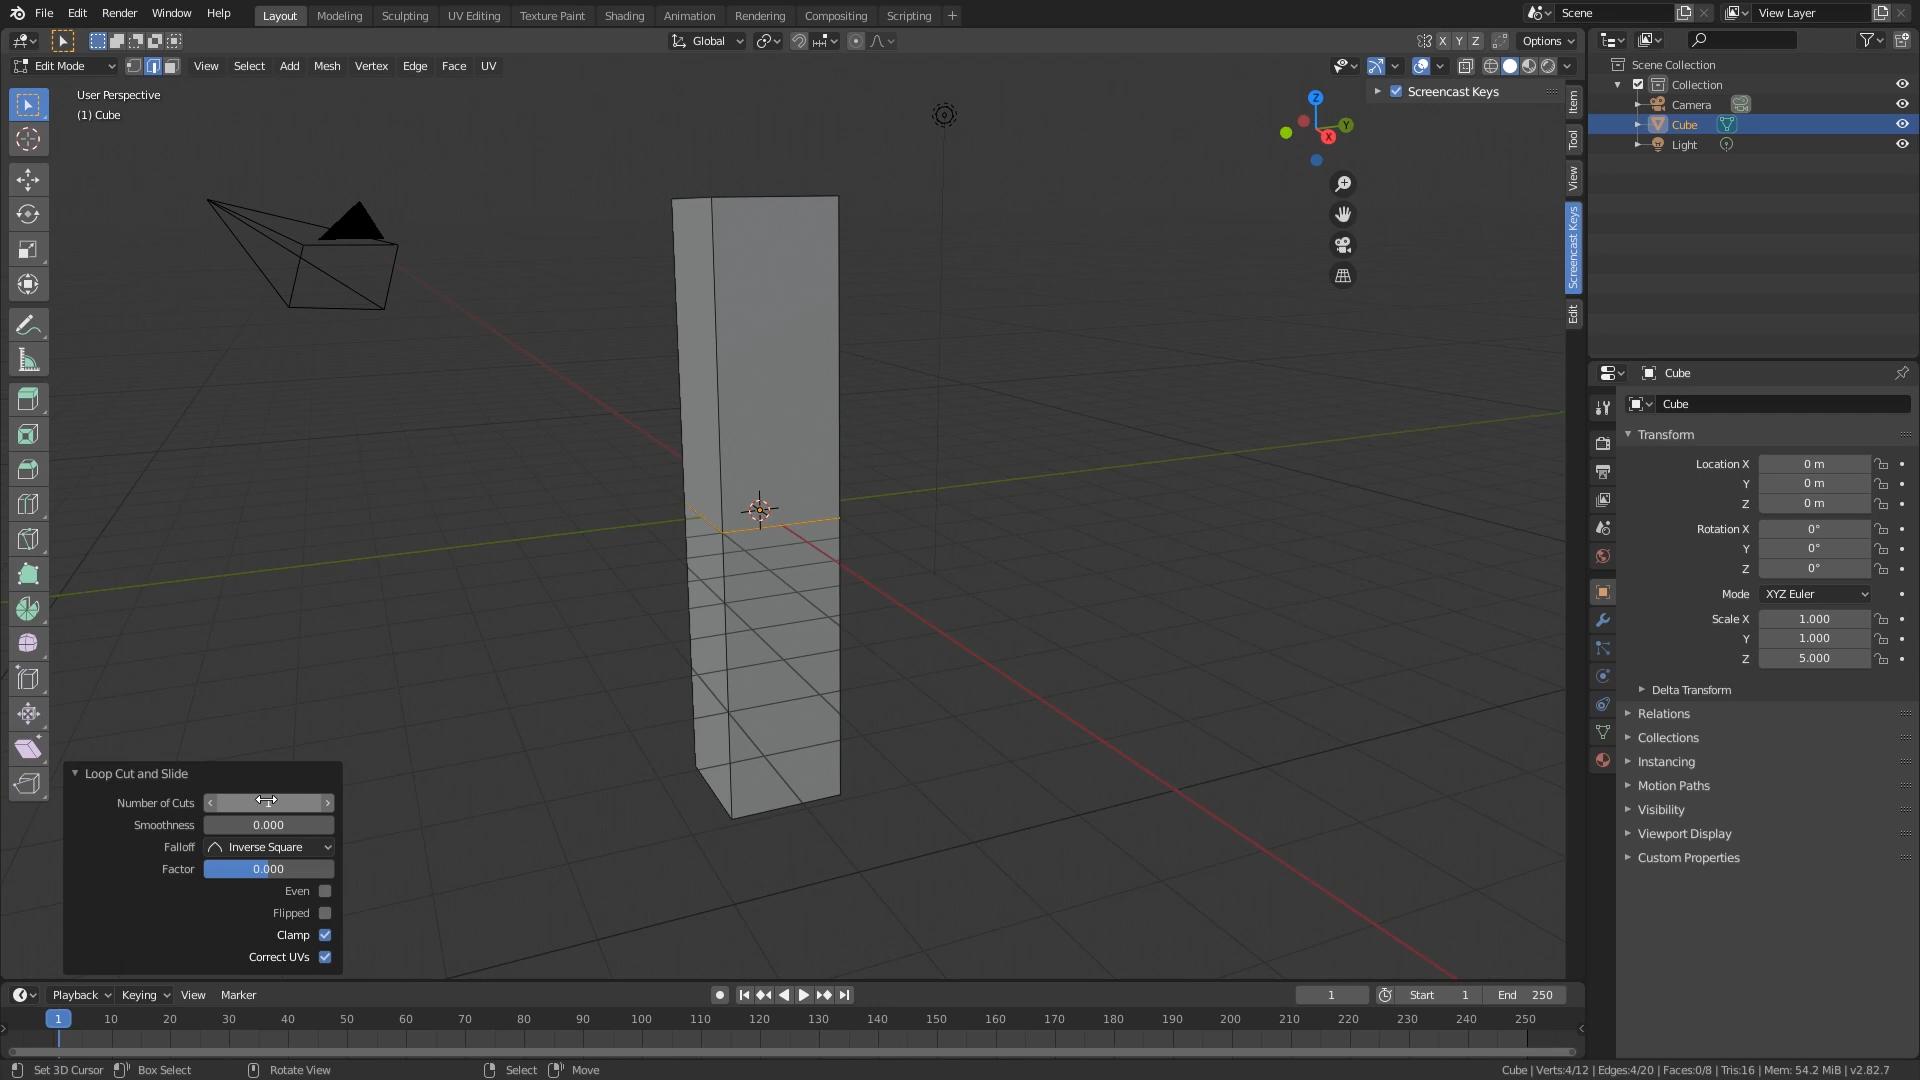 File Edit Render Window Help
Layout Modeling Sculpting UV Editing Texture Paint Shading Animation Rendering Compositing Scripting +
Scene
View Layer
Global
X Y Z
Options
Edit Mode
View Select Add Mesh Vertex Edge Face UV
User Perspective
(1) Cube
Z
Y
X
Screencast Keys
Item
Tool
View
Screencast Keys
Edit
Scene Collection
Collection
Camera
Cube
Light
Cube
Cube
Transform
Location X 0 m
Y 0 m
Z 0 m
Rotation X 0°
Y 0°
Z 0°
Mode XYZ Euler
Scale X 1.000
Y 1.000
Z 5.000
Delta Transform
Relations
Collections
Instancing
Motion Paths
Visibility
Viewport Display
Custom Properties
Loop Cut and Slide
Number of Cuts
Smoothness 0.000
Falloff Inverse Square
Factor 0.000
Even
Flipped
Clamp
Correct UVs
Playback Keying View Marker
1 Start 1 End 250
1 10 20 30 40 50 60 70 80 90 100 110 120 130 140 150 160 170 180 190 200 210 220 230 240 250
Set 3D Cursor Box Select Rotate View Select Move
Cube | Verts:4/12 | Edges:4/20 | Faces:0/8 | Tris:16 | Mem: 54.2 MiB | v2.82.7